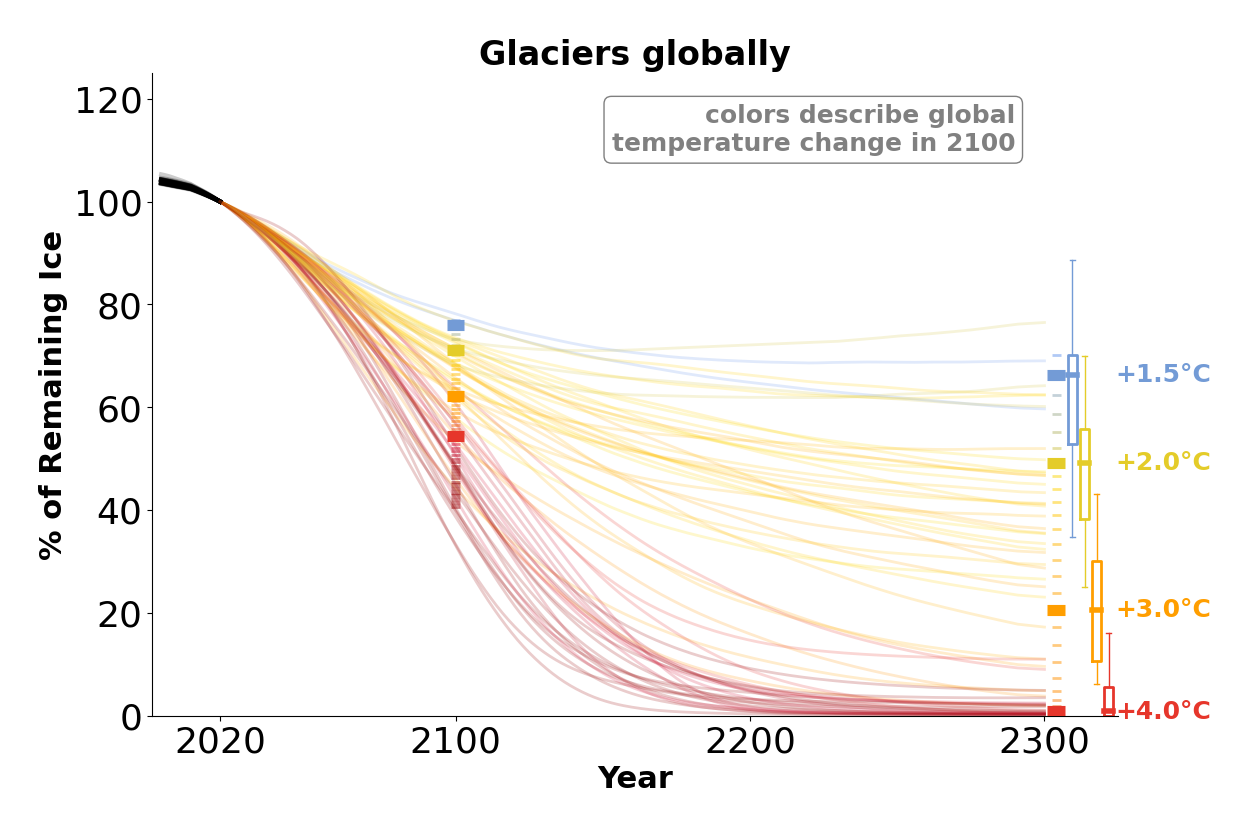 Glaciers globally
colors describe global
temperature change in 2100
% of Remaining Ice
120
100
80
60
40
20
0
+1.5°C
+2.0°C
+3.0°C
+4.0°C
2020
2100
2200
2300
Year